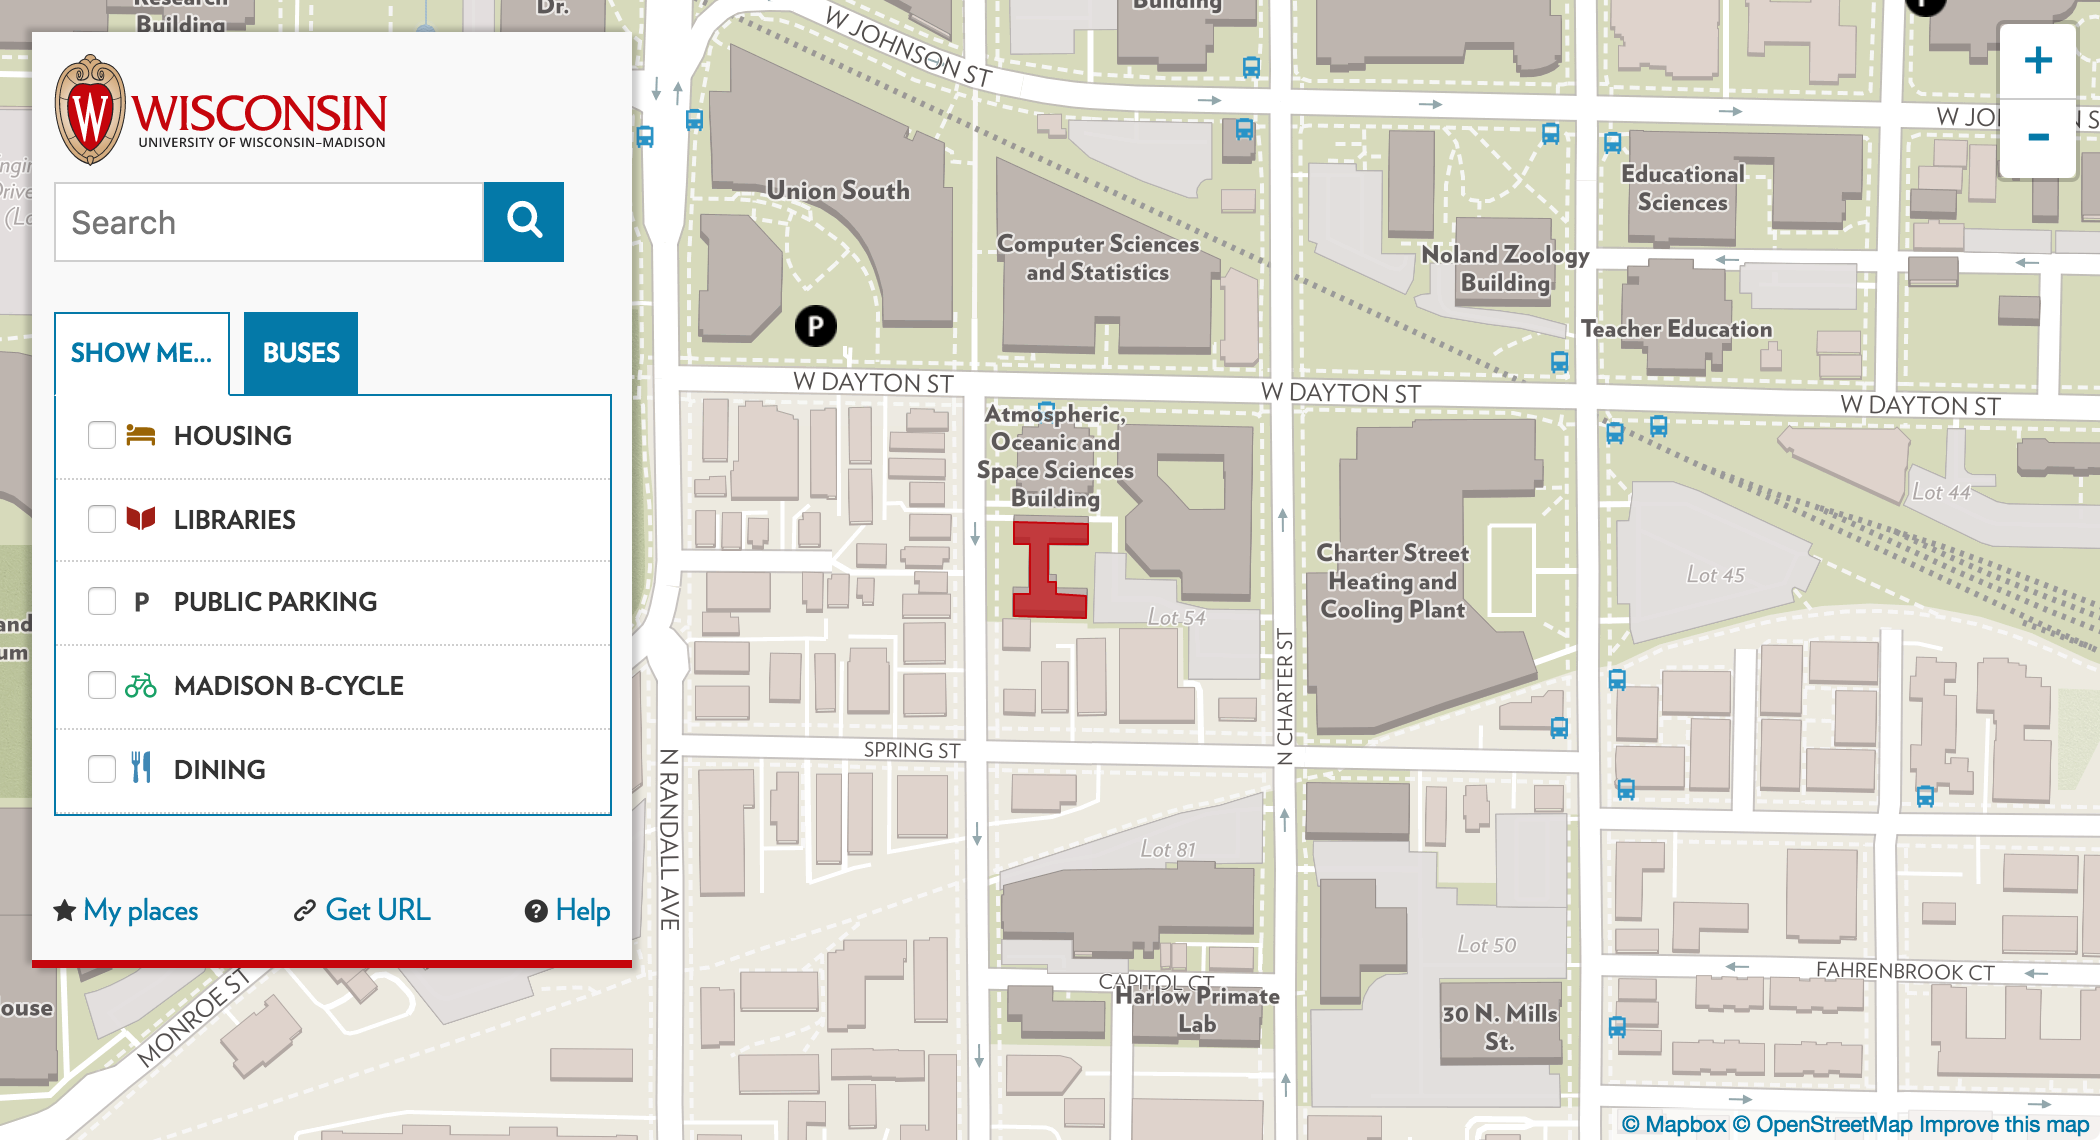 Research
Building
Dr.
Building
W JOHNSON ST
WISCONSIN
UNIVERSITY OF WISCONSIN–MADISON
Search
SHOW ME...
BUSES
HOUSING
LIBRARIES
P PUBLIC PARKING
MADISON B-CYCLE
DINING
My places
Get URL
Help
+
-
Union South
Computer Sciences
and Statistics
P
Noland Zoology
Building
Educational
Sciences
Teacher Education
W DAYTON ST
W DAYTON ST
W DAYTON ST
Atmospheric,
Oceanic and
Space Sciences
Building
Lot 54
Charter Street
Heating and
Cooling Plant
Lot 44
Lot 45
N CHARTER ST
SPRING ST
N RANDALL AVE
Lot 81
Lot 50
CAPITOL CT
Harlow Primate
Lab
30 N. Mills
St.
FAHRENBROOK CT
MONROE ST
© Mapbox © OpenStreetMap Improve this map